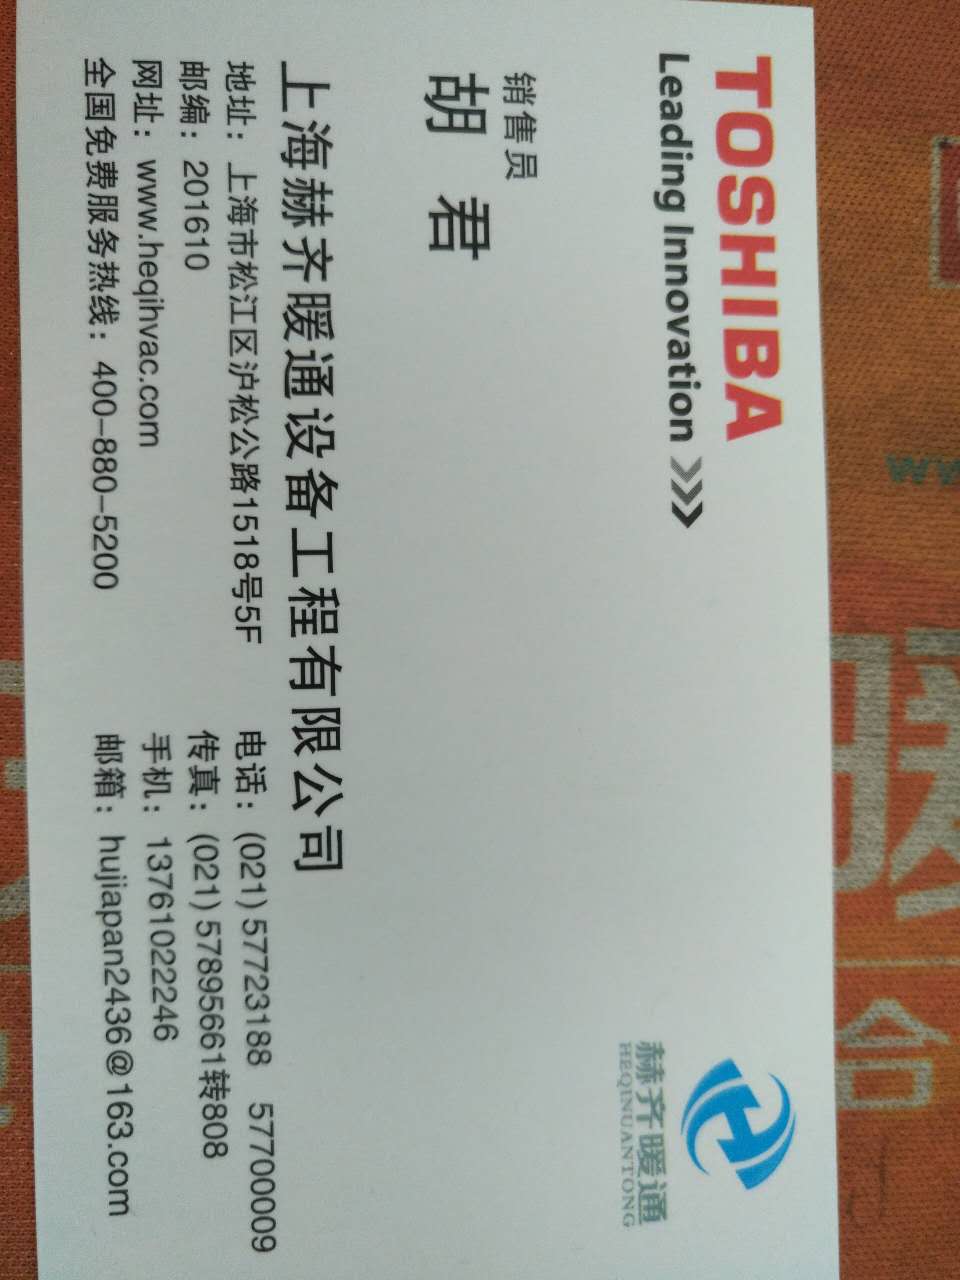 TOSHIBA
Leading Innovation
赫齐暖通
HEQINUANTONG
销售员
胡 君
上海赫齐暖通设备工程有限公司
地址：上海市松江区沪松公路1518号5F
电话：(021) 57723188 57700009
邮编：201610
传真：(021) 57895661转808
网址：www.heqihvac.com
手机：13761022246
全国免费服务热线：400-880-5200
邮箱：hujiapan2436@163.com